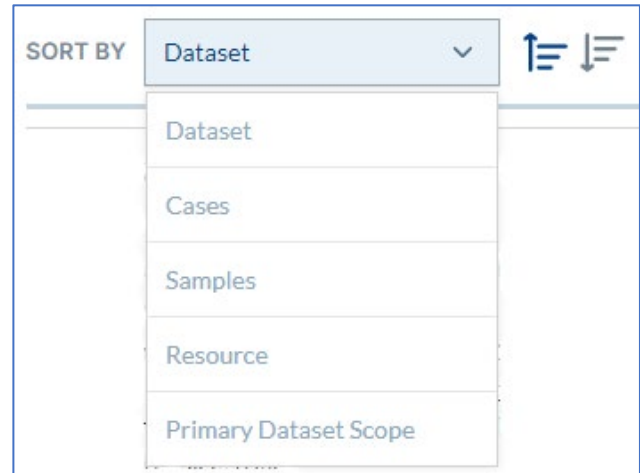 SORT BY Dataset
Dataset
Cases
Samples
Resource
Primary Dataset Scope